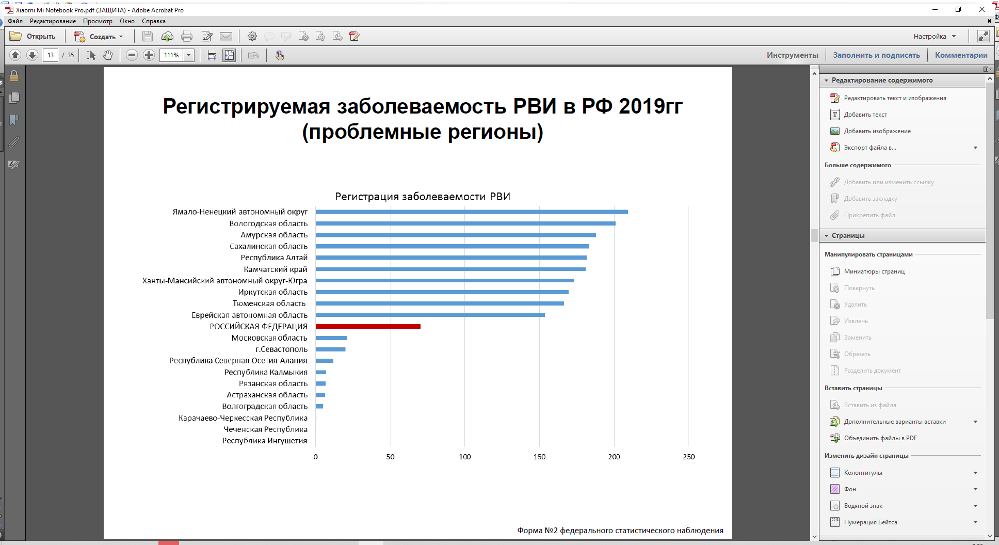 Xiaomi Mi Notebook Pro.pdf (ЗАЩИТА) - Adobe Acrobat Pro
Файл Редактирование Просмотр Окно Справка
Открыть Создать Настройка
13 / 35 111% Инструменты Заполнить и подписать Комментарии
Регистрируемая заболеваемость РВИ в РФ 2019гг
(проблемные регионы)
Регистрация заболеваемости РВИ
Ямало-Ненецкий автономный округ
Вологодская область
Амурская область
Сахалинская область
Республика Алтай
Камчатский край
Ханты-Мансийский автономный округ-Югра
Иркутская область
Тюменская область
Еврейская автономная область
РОССИЙСКАЯ ФЕДЕРАЦИЯ
Московская область
г.Севастополь
Республика Северная Осетия-Алания
Республика Калмыкия
Рязанская область
Астраханская область
Волгоградская область
Карачаево-Черкесская Республика
Чеченская Республика
Республика Ингушетия
0 50 100 150 200 250
Форма №2 федерального статистического наблюдения
Редактирование содержимого
Редактировать текст и изображения
Добавить текст
Добавить изображение
Экспорт файла в...
Больше содержимого
Добавить или изменить ссылку
Добавить закладку
Прикрепить файл
Страницы
Манипулировать страницами
Миниатюры страниц
Повернуть
Удалить
Извлечь
Заменить
Обрезать
Разделить документ
Вставить страницы
Вставить из файла
Дополнительные варианты вставки
Объединить файлы в PDF
Изменить дизайн страницы
Колонтитулы
Фон
Водяной знак
Нумерация Бейтса